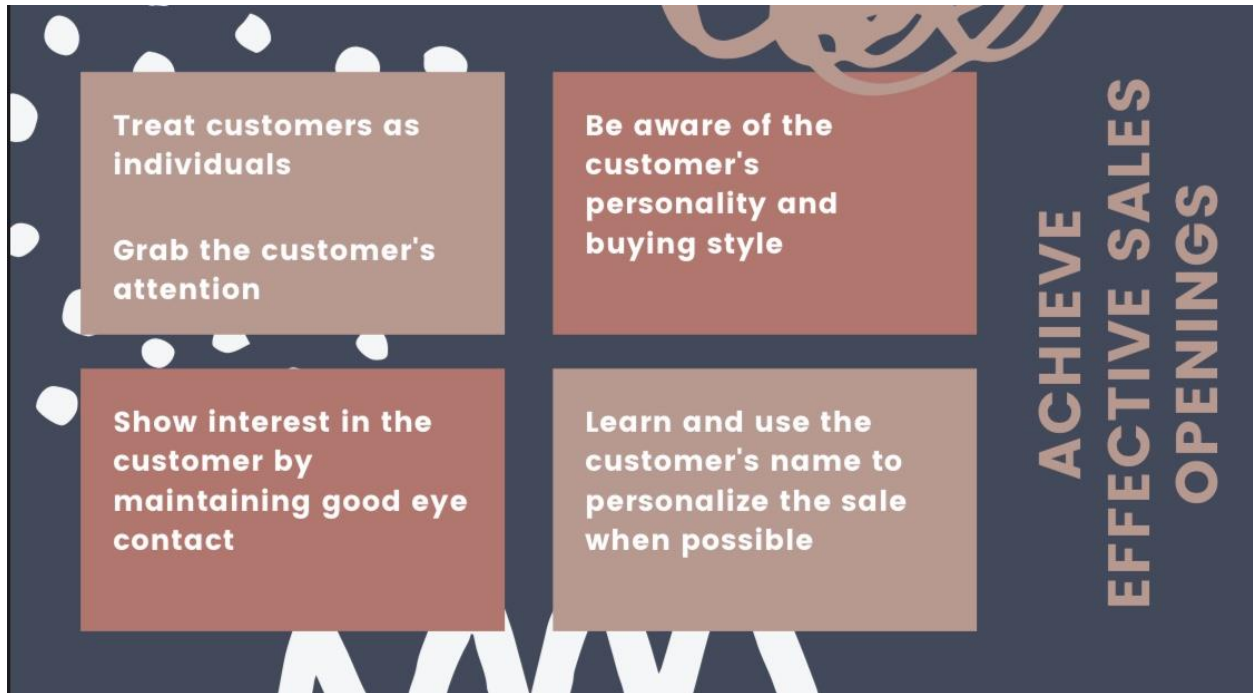 Treat customers as
individuals
Grab the customer's
attention
Be aware of the
customer's
personality and
buying style
Show interest in the
customer by
maintaining good eye
contact
Learn and use the
customer's name to
personalize the sale
when possible
ACHIEVE
EFFECTIVE SALES
OPENINGS